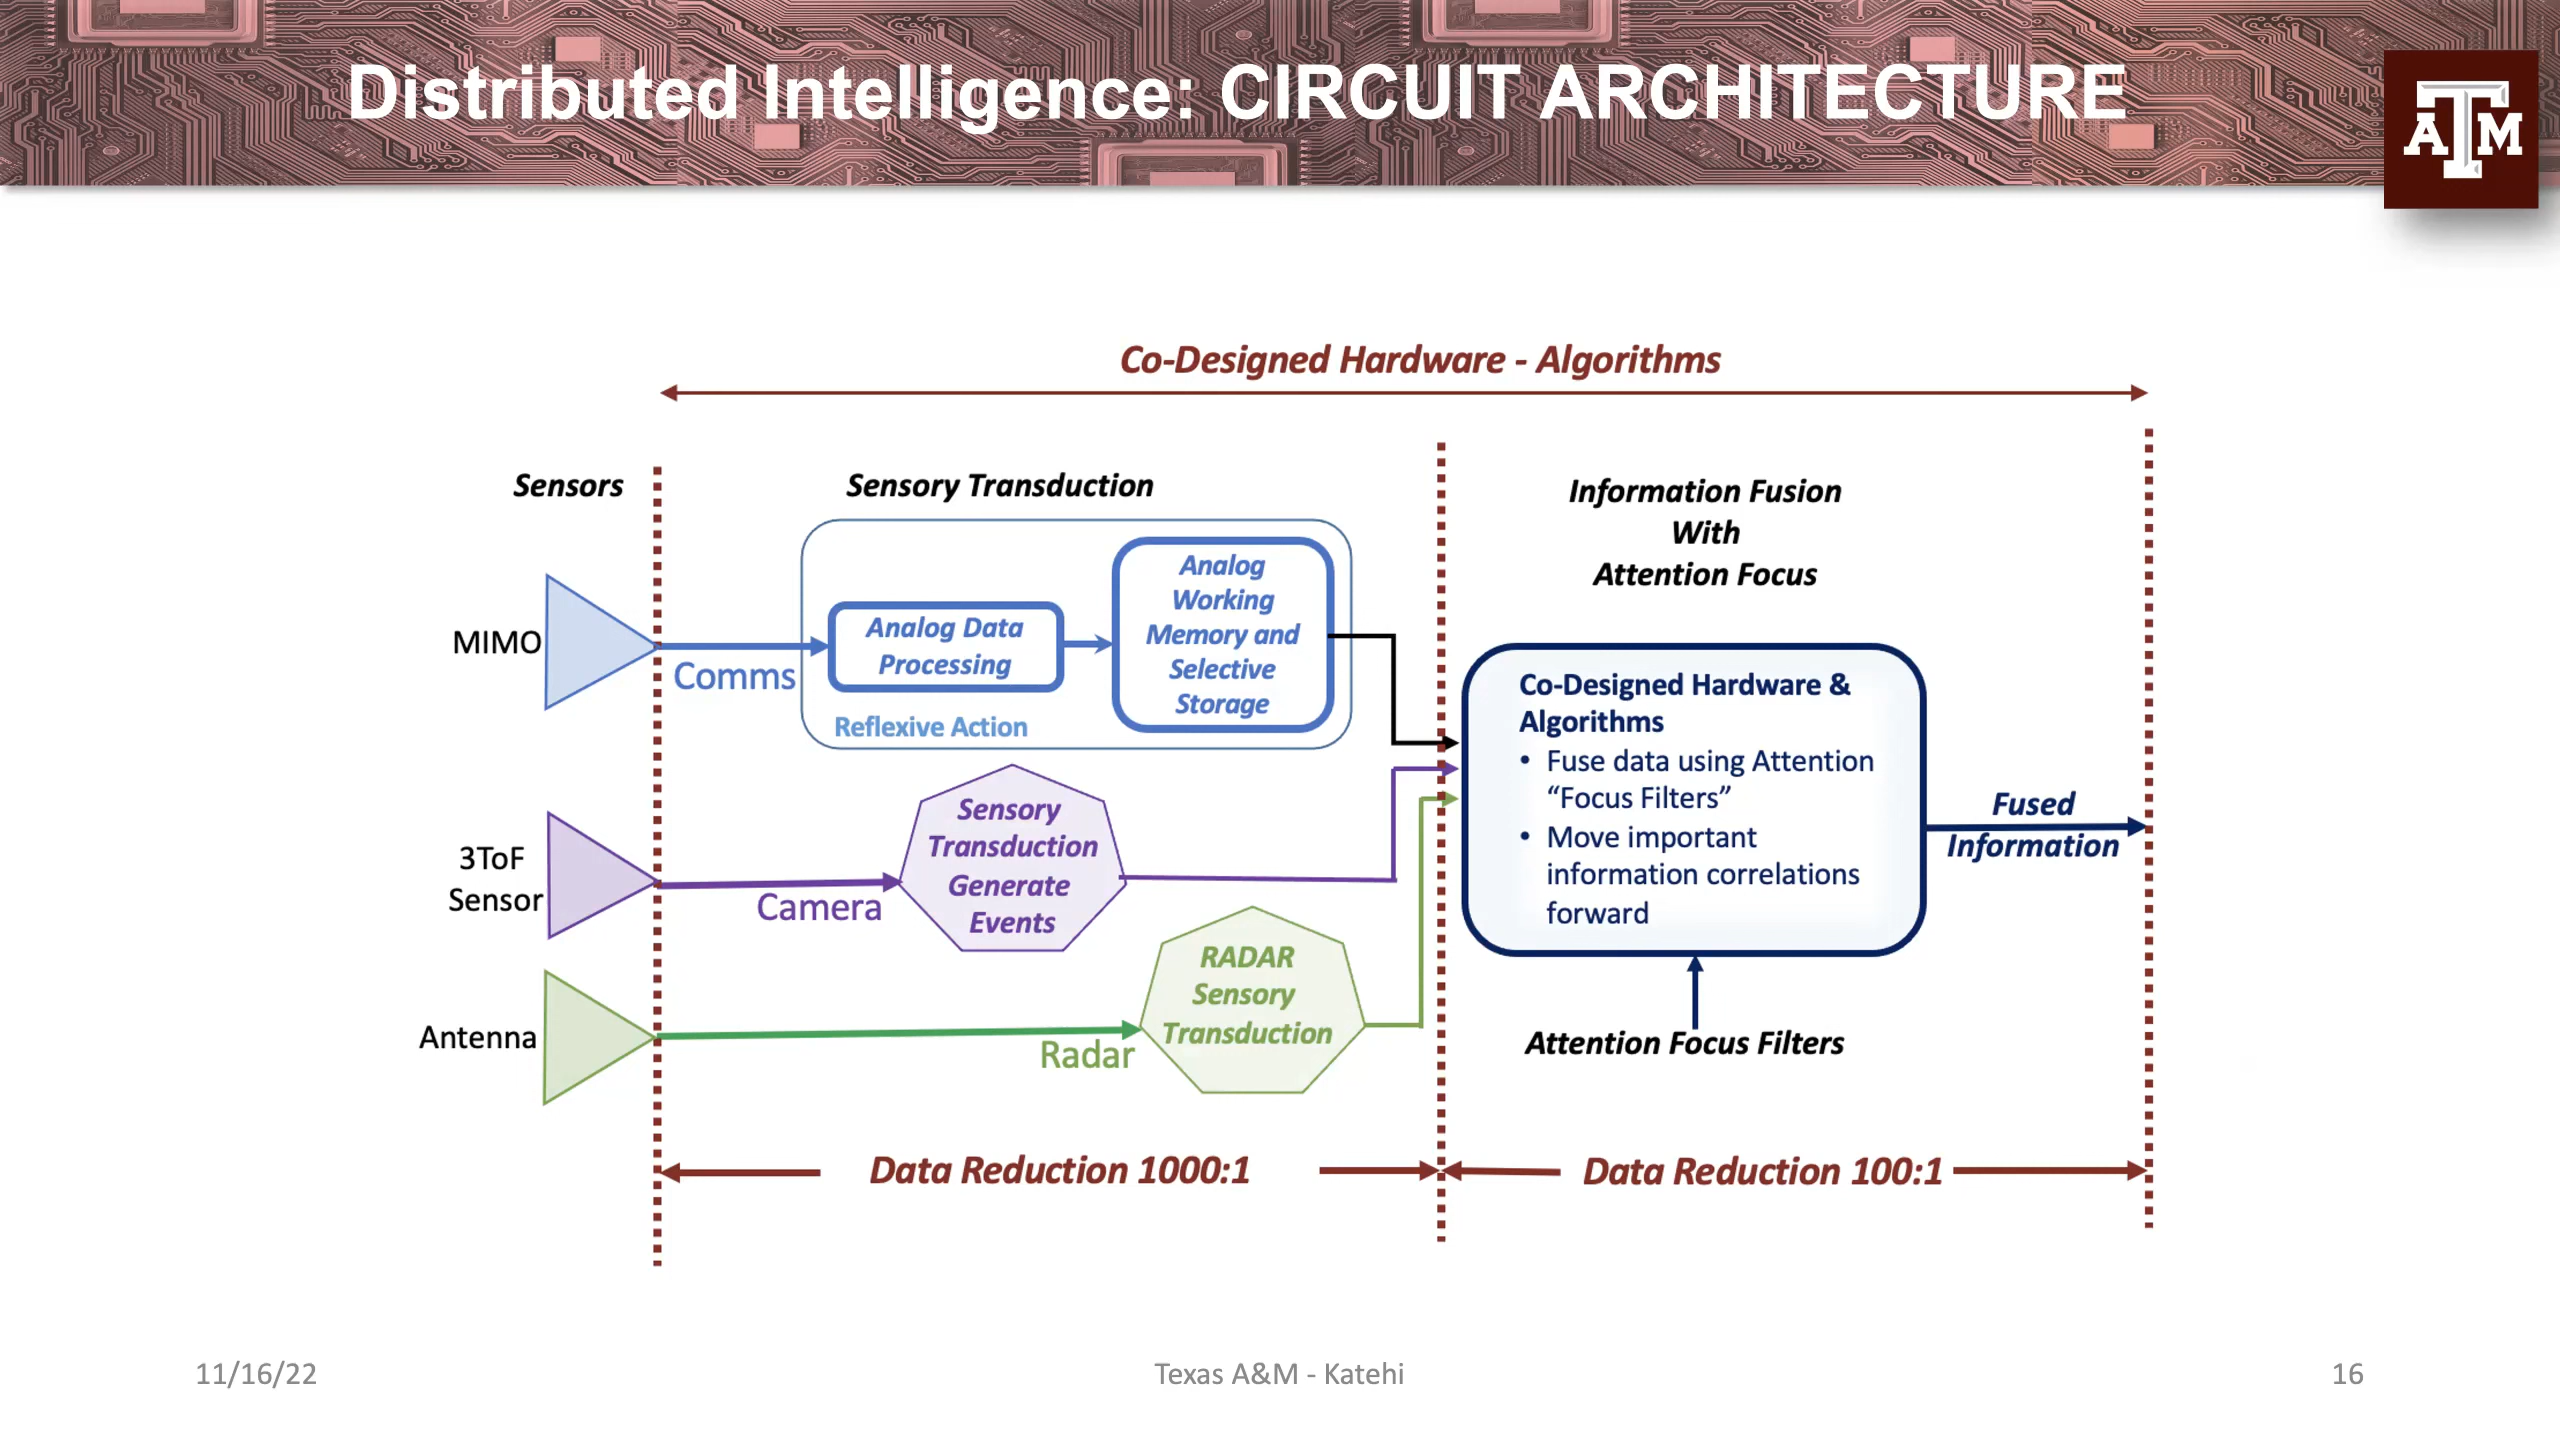 Distributed Intelligence: CIRCUIT ARCHITECTURE
ATM
Co-Designed Hardware - Algorithms
Sensors
Sensory Transduction
Information Fusion
With
Attention Focus
MIMO
Comms
Analog Data
Processing
Reflexive Action
Analog
Working
Memory and
Selective
Storage
3ToF
Sensor
Camera
Sensory
Transduction
Generate
Events
Antenna
Radar
RADAR
Sensory
Transduction
Co-Designed Hardware &
Algorithms
• Fuse data using Attention
“Focus Filters”
• Move important
information correlations
forward
Fused
Information
Attention Focus Filters
Data Reduction 1000:1
Data Reduction 100:1
11/16/22
Texas A&M - Katehi
16